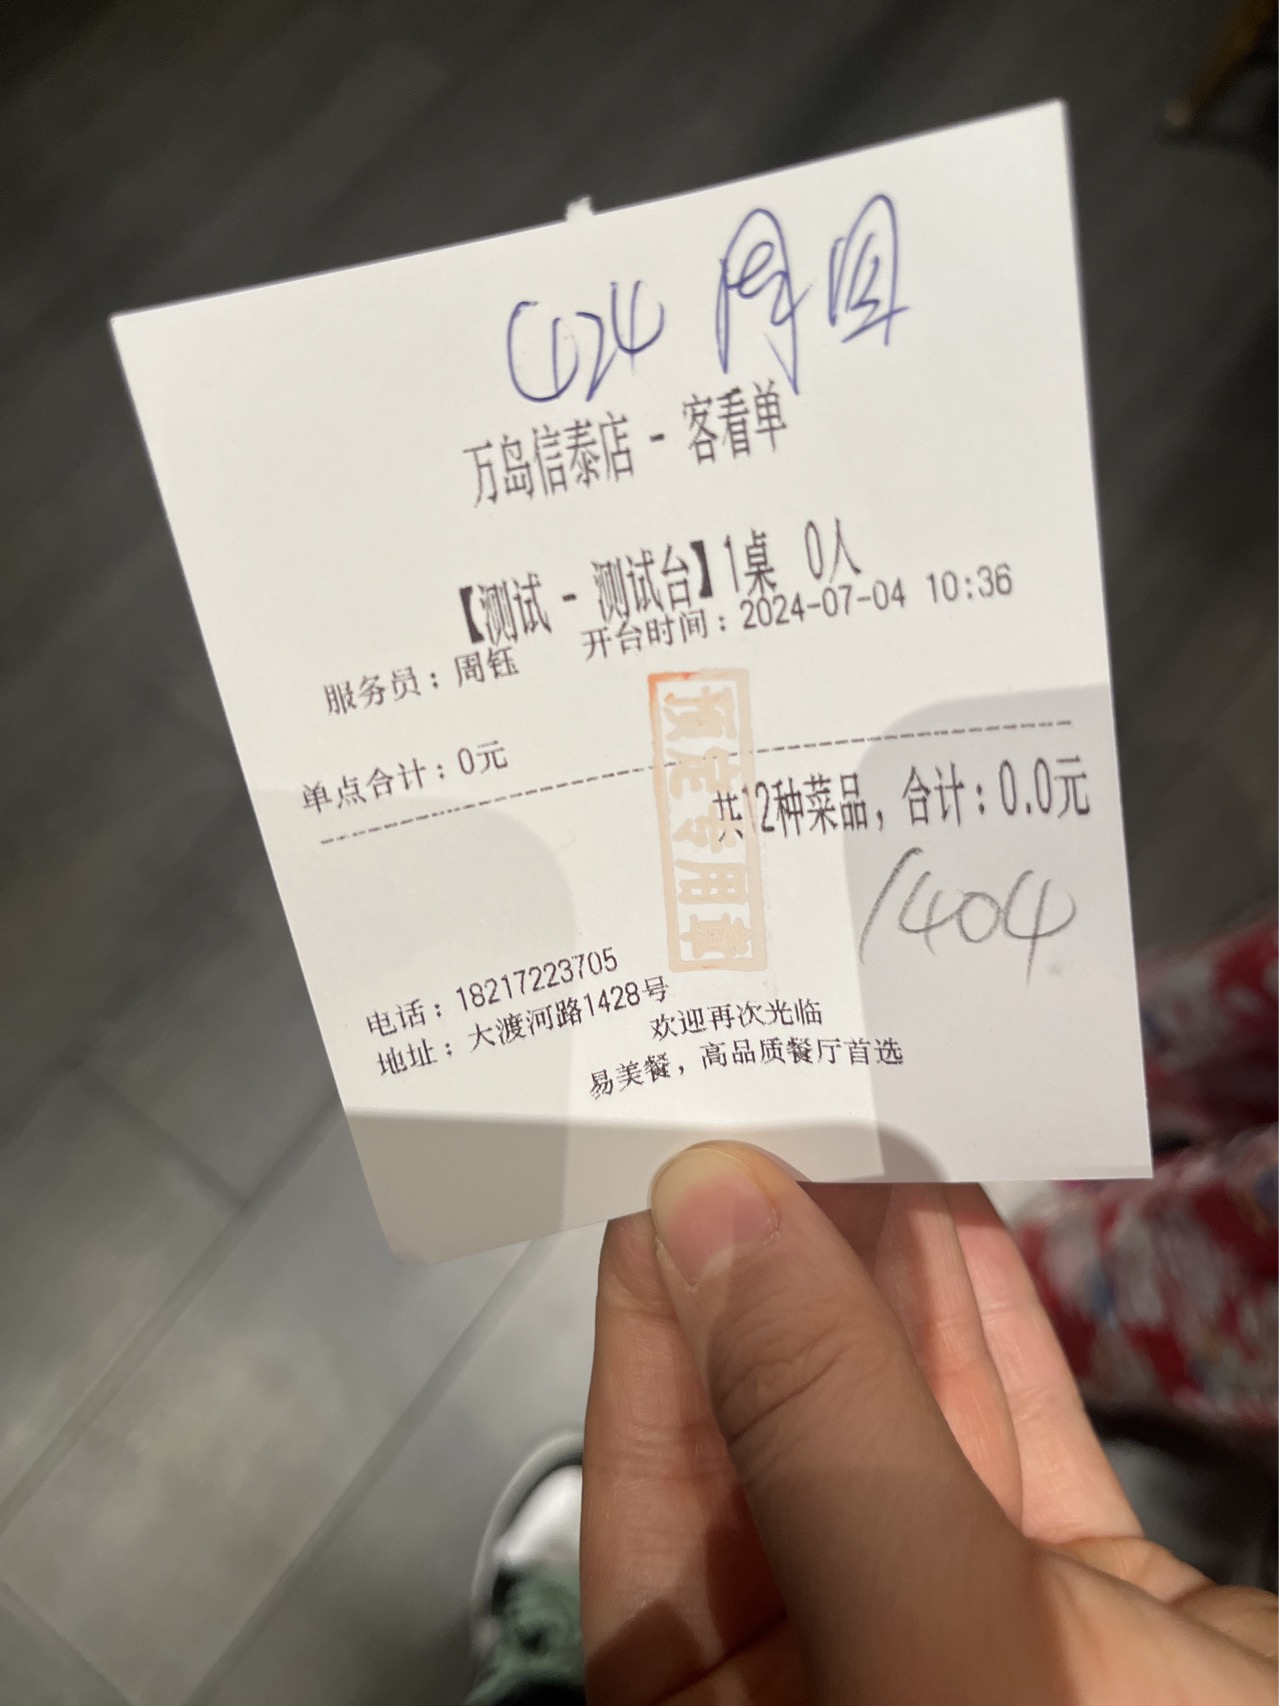 万岛信泰店 - 客看单
【测试 - 测试台】1桌 0人
服务员：周钰 开台时间：2024-07-04 10:36
单点合计：0元
共12种菜品，合计：0.0元
预定专用章
1404
电话：18217223705
地址：大渡河路1428号
欢迎再次光临
易美餐，高品质餐厅首选